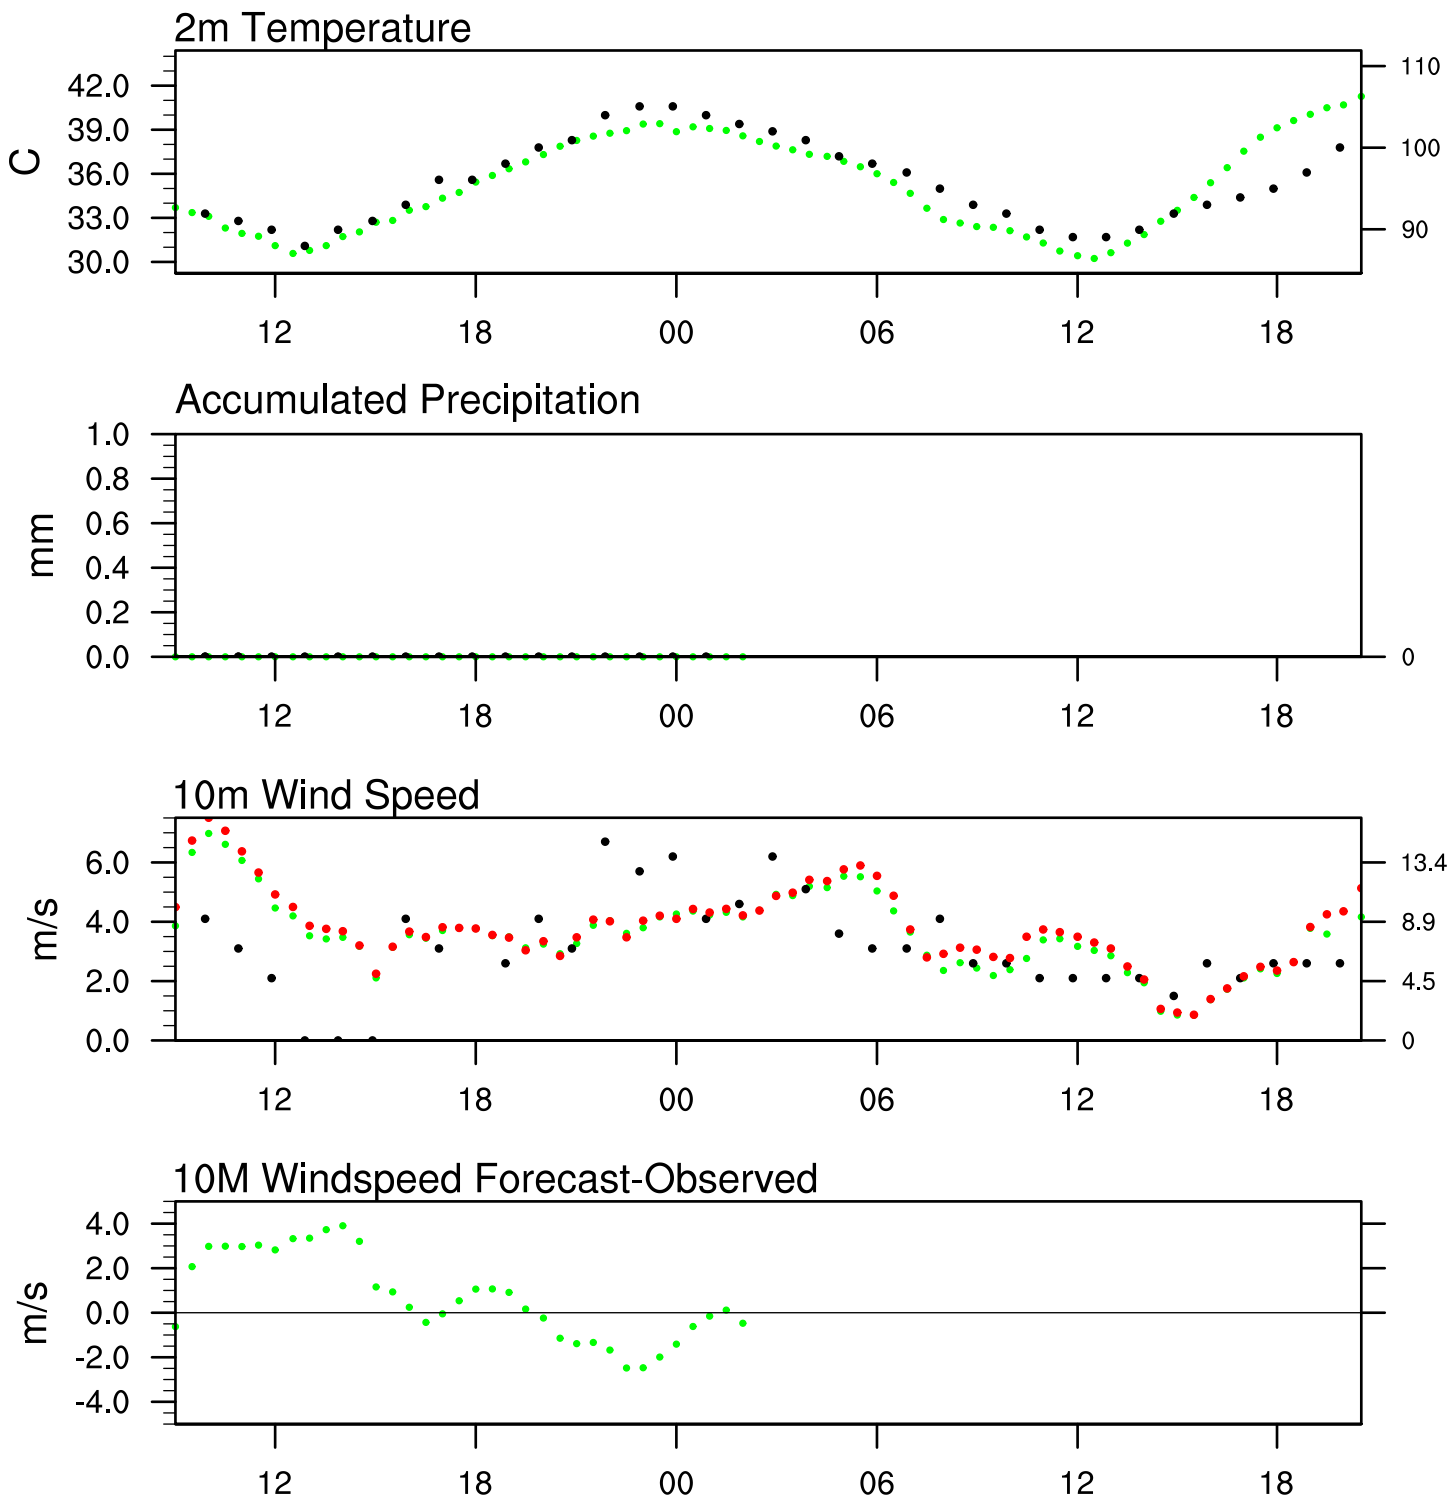 2m Temperature
42.0
39.0
36.0
33.0
30.0
C
110
100
90
12 18 00 06 12 18
Accumulated Precipitation
1.0
0.8
0.6
0.4
0.2
0.0
mm
0
12 18 00 06 12 18
10m Wind Speed
6.0
4.0
2.0
0.0
m/s
13.4
8.9
4.5
0
12 18 00 06 12 18
10M Windspeed Forecast-Observed
4.0
2.0
0.0
-2.0
-4.0
m/s
12 18 00 06 12 18